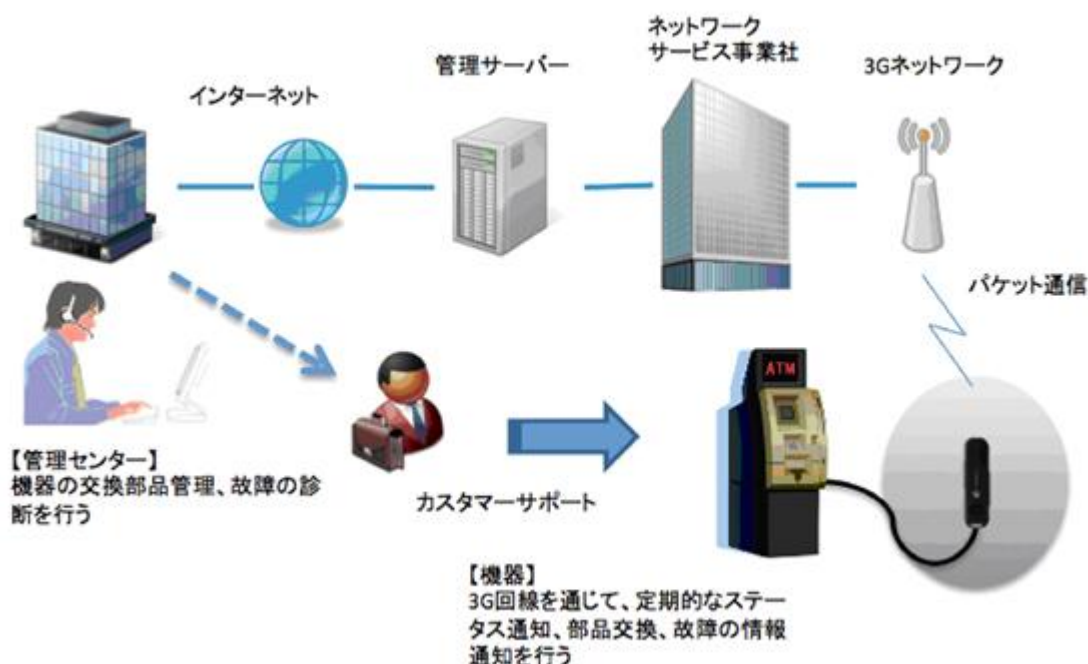 ネットワーク
サービス事業社
管理サーバー
3Gネットワーク
インターネット
パケット通信
ATM
【管理センター】
機器の交換部品管理、故障の診
断を行う
カスタマーサポート
【機器】
3G回線を通じて、定期的なステー
タス通知、部品交換、故障の情報
通知を行う